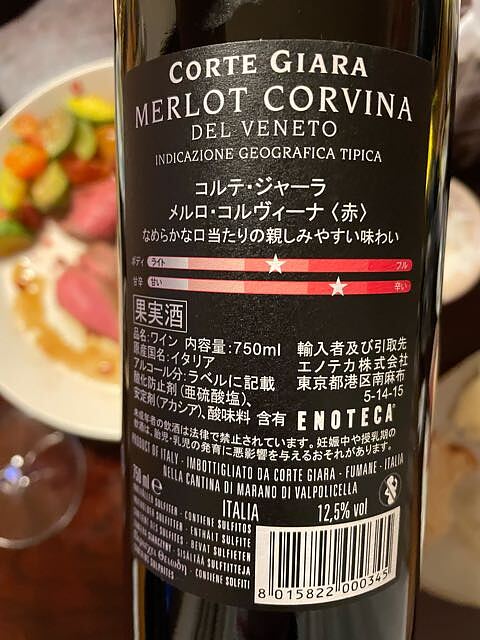 CORTE GIARA
MERLOT CORVINA
DEL VENETO
INDICAZIONE GEOGRAFICA TIPICA
コルテ・ジャーラ
メルロ・コルヴィーナ〈赤〉
なめらかな口当たりの親しみやすい味わい
ボディ ライト フル
甘辛 甘い 辛い
果実酒
品名:ワイン 内容量:750ml
原産国名:イタリア
アルコール分:ラベルに記載
酸化防止剤(亜硫酸塩)、
安定剤(アカシア)、酸味料 含有
輸入者及び引取先
エノテカ株式会社
東京都港区南麻布
5-14-15
ENOTECA
未成年者の飲酒は法律で禁止されています。妊娠中や授乳期の
飲酒は、胎児・乳児の発育に悪影響を与えるおそれがあります。
PRODUCT OF ITALY - IMBOTTIGLIATO DA CORTE GIARA - FUMANE - ITALIA
NELLA CANTINA DI MARANO DI VALPOLICELLA
750 ml e
ITALIA 12,5% vol
CONTIENE SULFITOS
ENTHÄLT SULFITE
BEVAT SULFIETEN
SISÄLTÄÄ SULFIITTEJA
CONTIENE SOLFITI
8 015822 000345